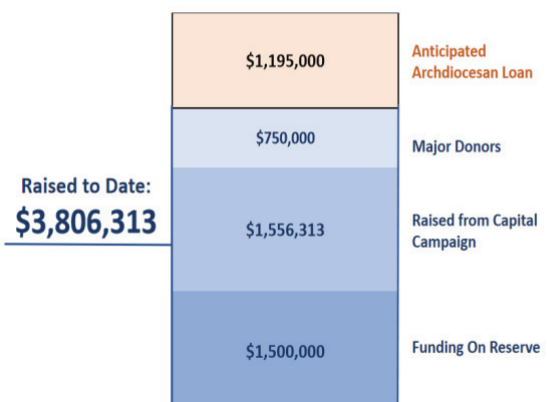 $1,195,000
Anticipated
Archdiocesan Loan
$750,000
Major Donors
Raised to Date:
$3,806,313
$1,556,313
Raised from Capital
Campaign
$1,500,000
Funding On Reserve